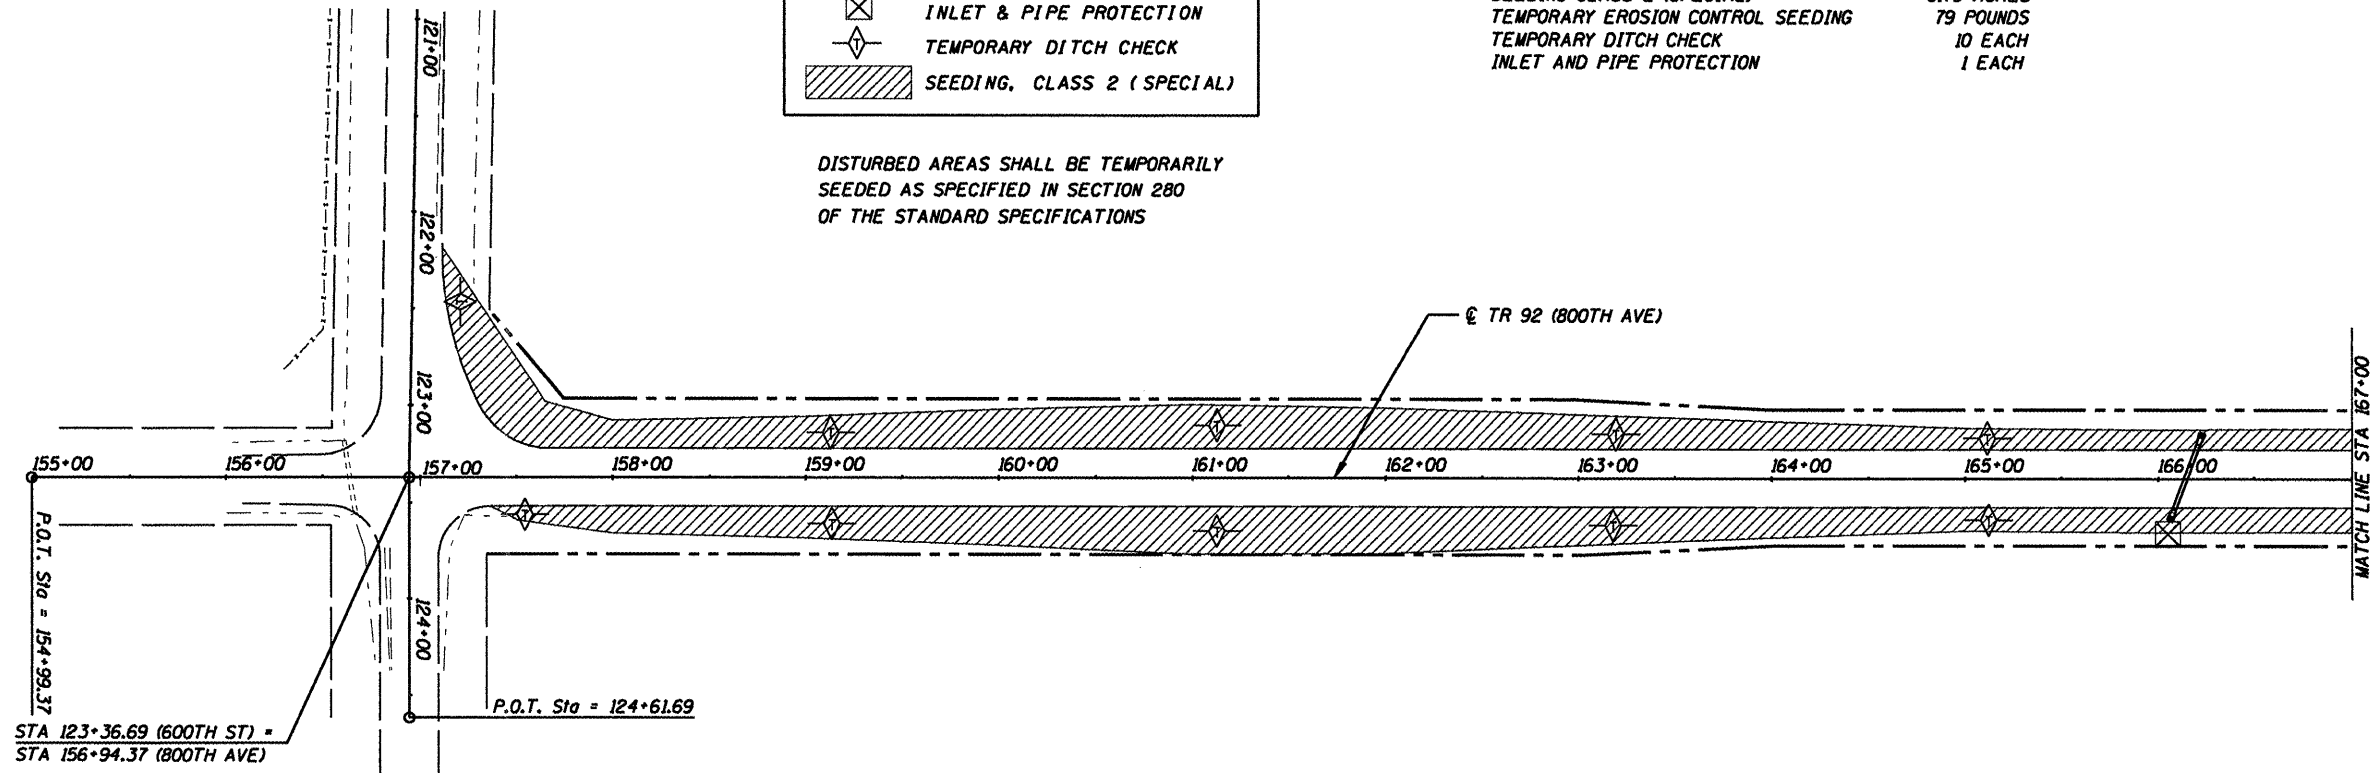 INLET & PIPE PROTECTION
TEMPORARY DITCH CHECK
SEEDING, CLASS 2 (SPECIAL)
TEMPORARY EROSION CONTROL SEEDING 79 POUNDS
TEMPORARY DITCH CHECK 10 EACH
INLET AND PIPE PROTECTION 1 EACH
DISTURBED AREAS SHALL BE TEMPORARILY
SEEDED AS SPECIFIED IN SECTION 280
OF THE STANDARD SPECIFICATIONS
121+00
122+00
123+00
124+00
℄ TR 92 (800TH AVE)
155+00 156+00 157+00 158+00 159+00 160+00 161+00 162+00 163+00 164+00 165+00 166+00
T
T
T
T
T
T
T
T
T
T
MATCH LINE STA 167+00
P.O.T. Sta = 154+99.37
P.O.T. Sta = 124+61.69
STA 123+36.69 (600TH ST) =
STA 156+94.37 (800TH AVE)